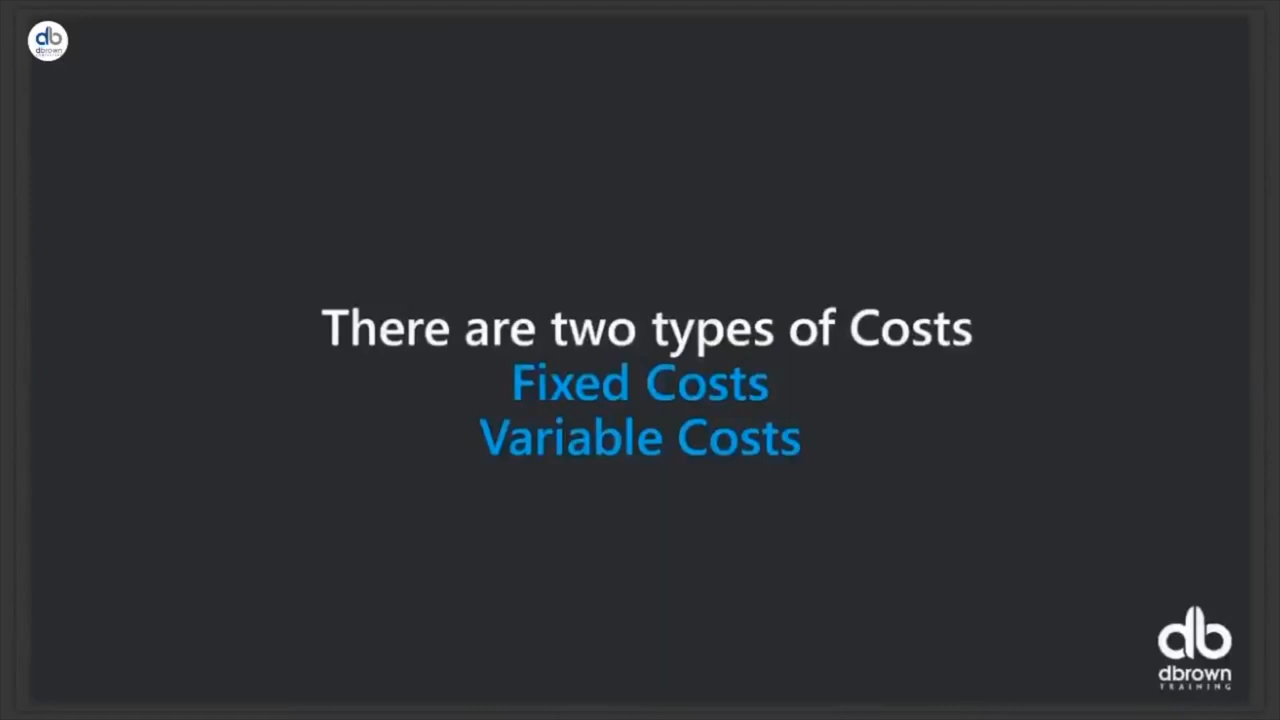 db
dbrown
There are two types of Costs
Fixed Costs
Variable Costs
db
dbrown
TRAINING